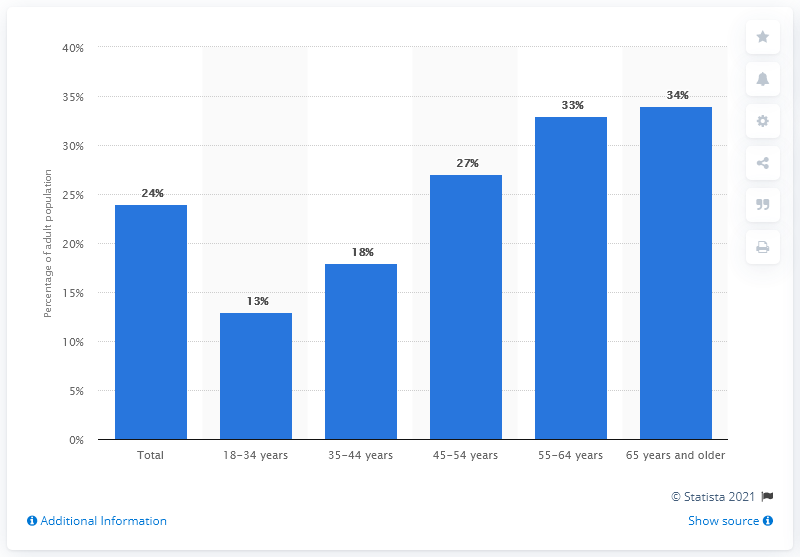 40%
35%
30%
25%
20%
15%
10%
5%
0%
Percentage of adult population
24%
13%
18%
27%
33%
34%
Total
18-34 years
35-44 years
45-54 years
55-64 years
65 years and older
© Statista 2021
Additional Information
Show source